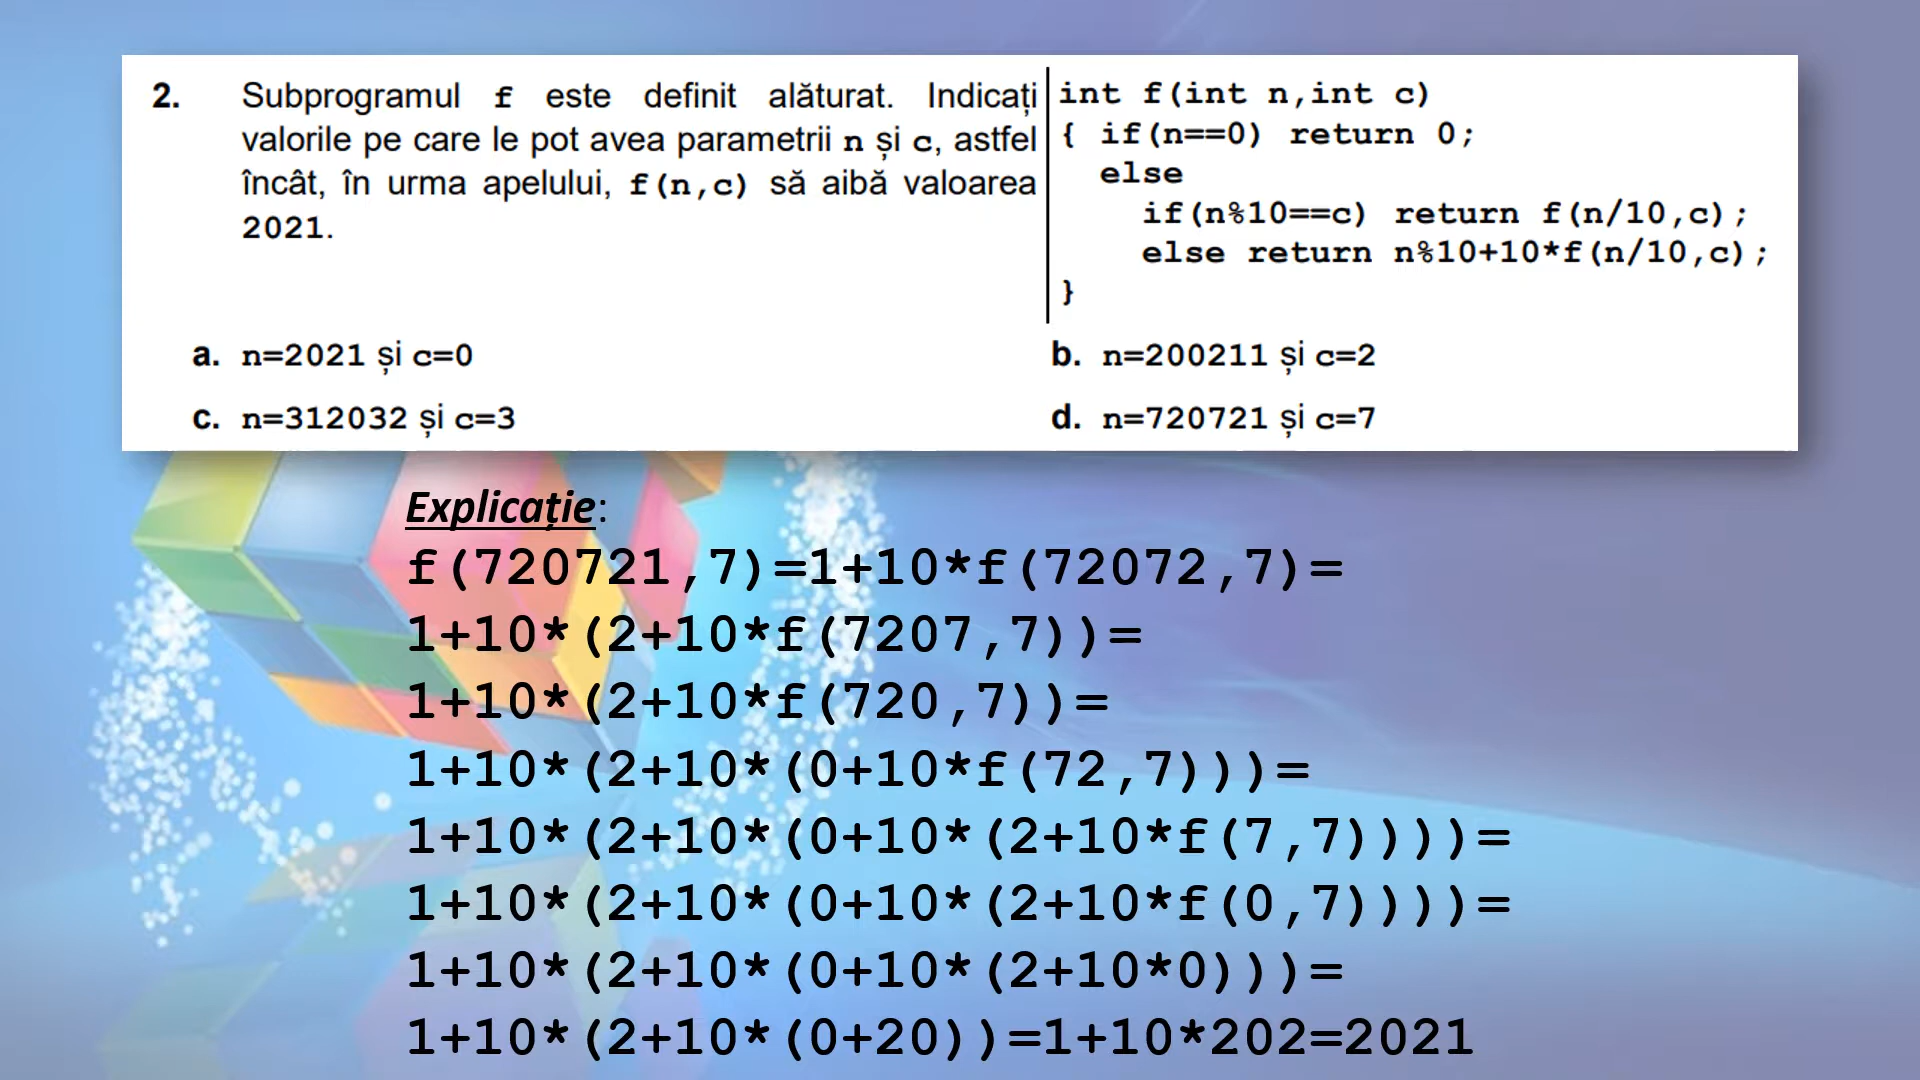 2. Subprogramul f este definit alăturat. Indicați
valorile pe care le pot avea parametrii n și c, astfel
încât, în urma apelului, f(n,c) să aibă valoarea
2021.
int f(int n,int c)
{ if(n==0) return 0;
else
if(n%10==c) return f(n/10,c);
else return n%10+10*f(n/10,c);
}
a. n=2021 și c=0
b. n=200211 și c=2
c. n=312032 și c=3
d. n=720721 și c=7
Explicație:
f(720721,7)=1+10*f(72072,7)=
1+10*(2+10*f(7207,7))=
1+10*(2+10*f(720,7))=
1+10*(2+10*(0+10*f(72,7)))=
1+10*(2+10*(0+10*(2+10*f(7,7))))=
1+10*(2+10*(0+10*(2+10*f(0,7))))=
1+10*(2+10*(0+10*(2+10*0)))=
1+10*(2+10*(0+20))=1+10*202=2021